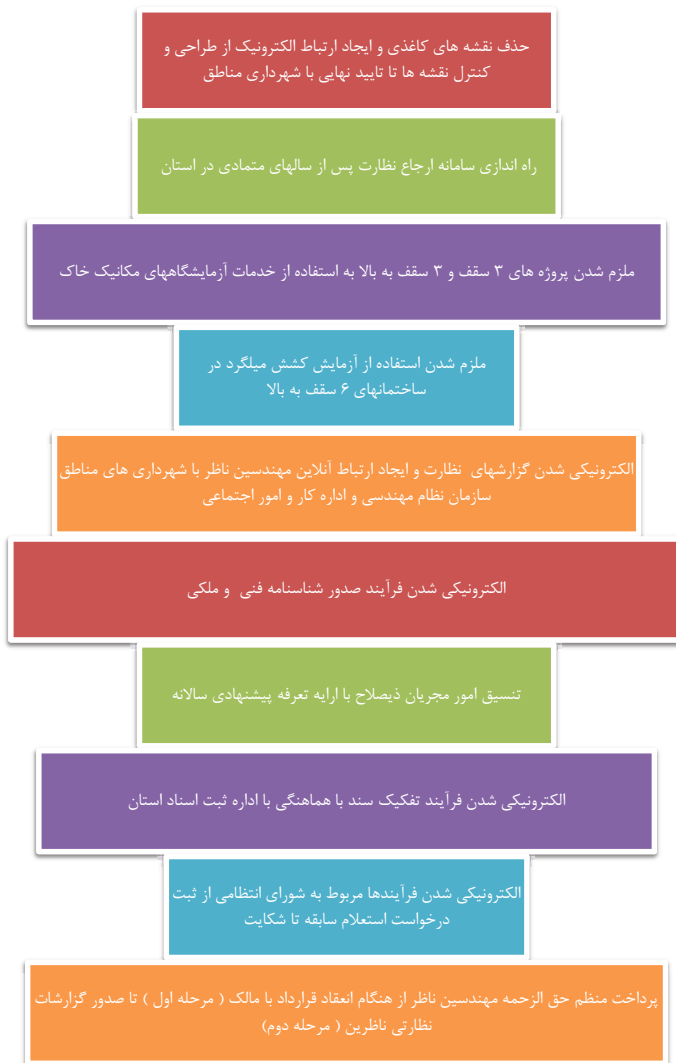 حذف نقشه های کاغذی و ایجاد ارتباط الکترونیک از طراحی و
کنترل نقشه ها تا تایید نهایی با شهرداری مناطق
راه اندازی سامانه ارجاع نظارت پس از سالهای متمادی در استان
ملزم شدن پروژه های ۳ سقف و ۳ سقف به بالا به استفاده از خدمات آزمایشگاههای مکانیک خاک
ملزم شدن استفاده از آزمایش کشش میلگرد در
ساختمانهای ۶ سقف به بالا
الکترونیکی شدن گزارشهای نظارت و ایجاد ارتباط آنلاین مهندسین ناظر با شهرداری های مناطق
سازمان نظام مهندسی و اداره کار و امور اجتماعی
الکترونیکی شدن فرآیند صدور شناسنامه فنی و ملکی
تنسیق امور مجریان ذیصلاح با ارایه تعرفه پیشنهادی سالانه
الکترونیکی شدن فرآیند تفکیک سند با هماهنگی با اداره ثبت اسناد استان
الکترونیکی شدن فرآیندها مربوط به شورای انتظامی از ثبت
درخواست استعلام سابقه تا شکایت
پرداخت منظم حق الزحمه مهندسین ناظر از هنگام انعقاد قرارداد با مالک ( مرحله اول ) تا صدور گزارشات
نظارتی ناظرین ( مرحله دوم)